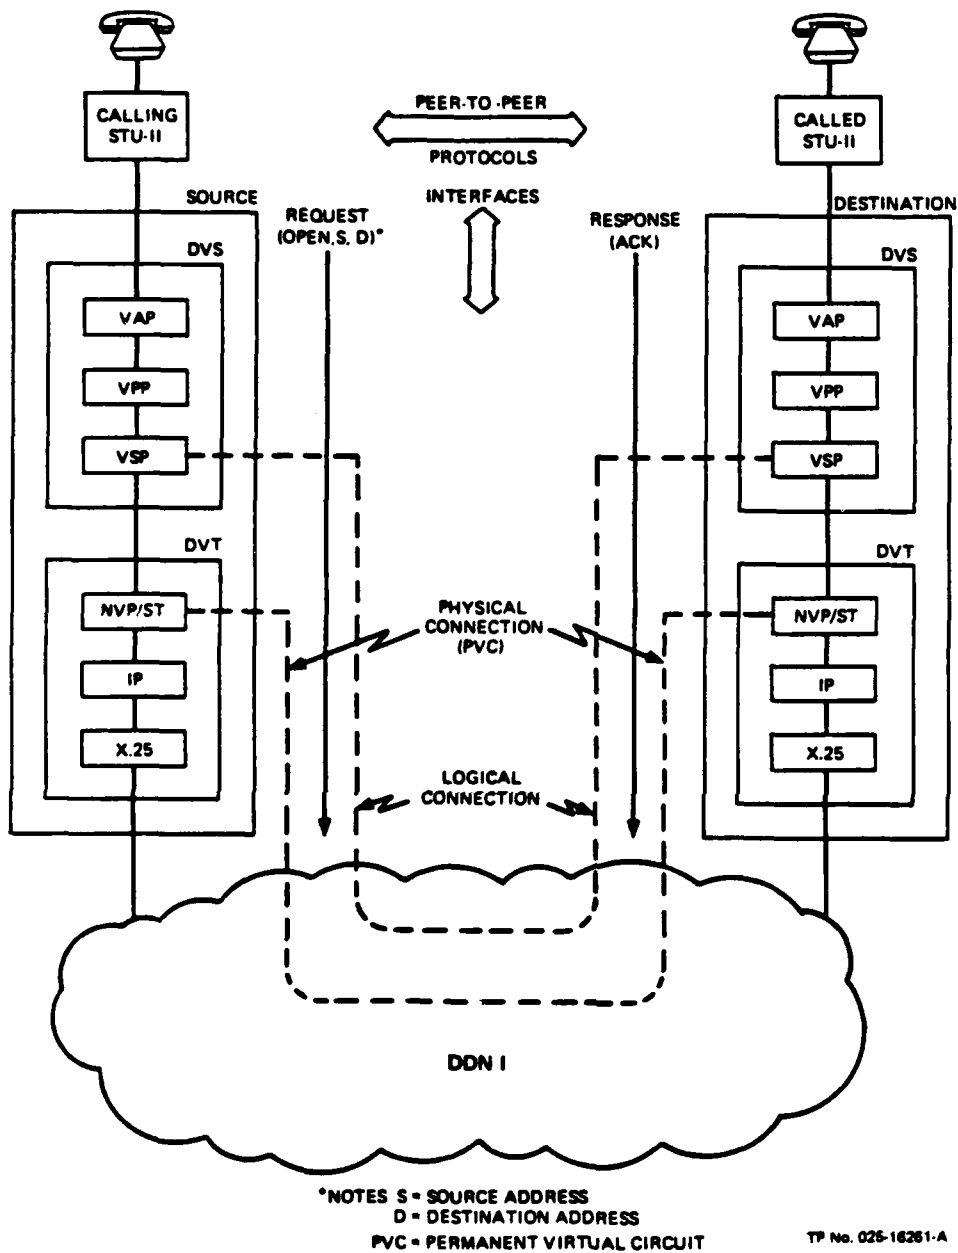 CALLING
STU-II
PEER-TO-PEER
PROTOCOLS
CALLED
STU-II
SOURCE
INTERFACES
DESTINATION
REQUEST
(OPEN,S, D)*
RESPONSE
(ACK)
DVS
DVS
VAP
VAP
VPP
VPP
VSP
VSP
DVT
DVT
NVP/ST
PHYSICAL
CONNECTION
(PVC)
NVP/ST
IP
IP
X.25
X.25
LOGICAL
CONNECTION
DDN I
*NOTES S = SOURCE ADDRESS
D = DESTINATION ADDRESS
PVC = PERMANENT VIRTUAL CIRCUIT
TP No. 025-16261-A